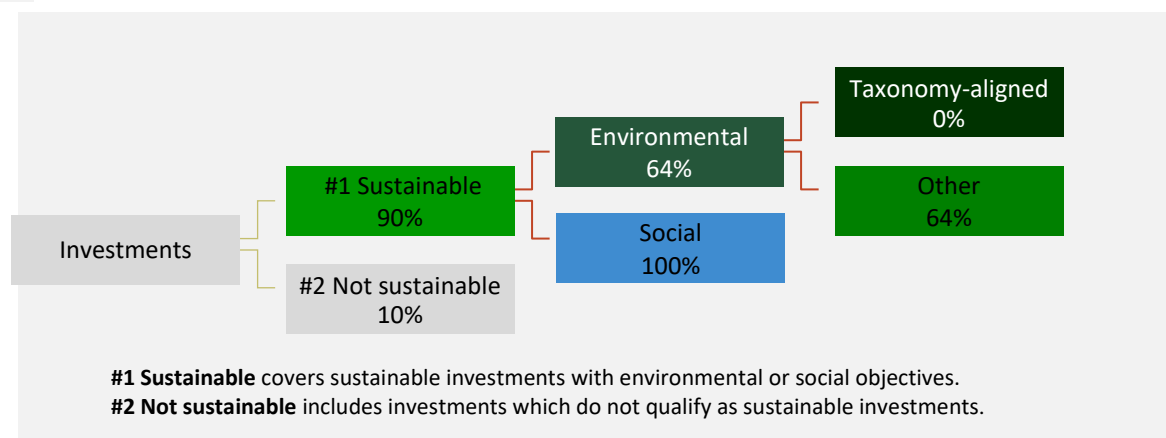 Taxonomy-aligned
0%
Environmental
64%
#1 Sustainable
90%
Other
64%
Investments
Social
100%
#2 Not sustainable
10%
#1 Sustainable covers sustainable investments with environmental or social objectives.
#2 Not sustainable includes investments which do not qualify as sustainable investments.